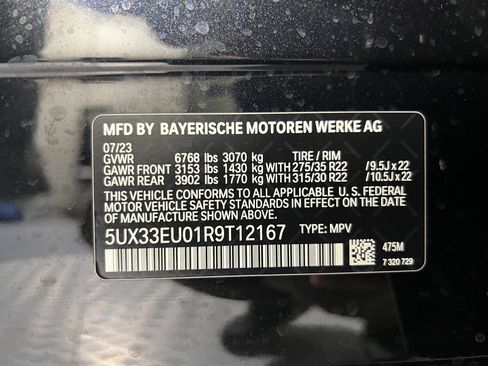 MFD BY BAYERISCHE MOTOREN WERKE AG
07/23
GVWR 6768 lbs 3070 kg TIRE / RIM
GAWR FRONT 3153 lbs 1430 kg WITH 275/35 R22 / 9.5J x 22
GAWR REAR 3902 lbs 1770 kg WITH 315/30 R22 / 10.5J x 22
THIS VEHICLE CONFORMS TO ALL APPLICABLE U. S. FEDERAL
MOTOR VEHICLE SAFETY STANDARDS IN EFFECT ON THE
DATE OF MANUFACTURE SHOWN ABOVE.
5UX33EU01R9T12167 TYPE: MPV
475M
7 320 729